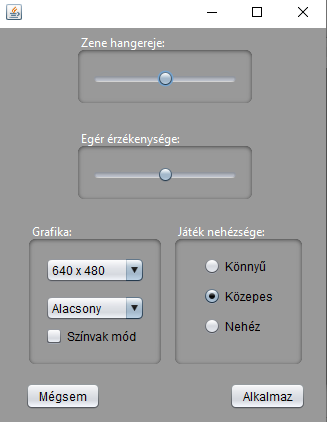 Zene hangereje:
Egér érzékenysége:
Grafika:
640 x 480
Alacsony
Színvak mód
Játék nehézsége:
Könnyű
Közepes
Nehéz
Mégsem
Alkalmaz